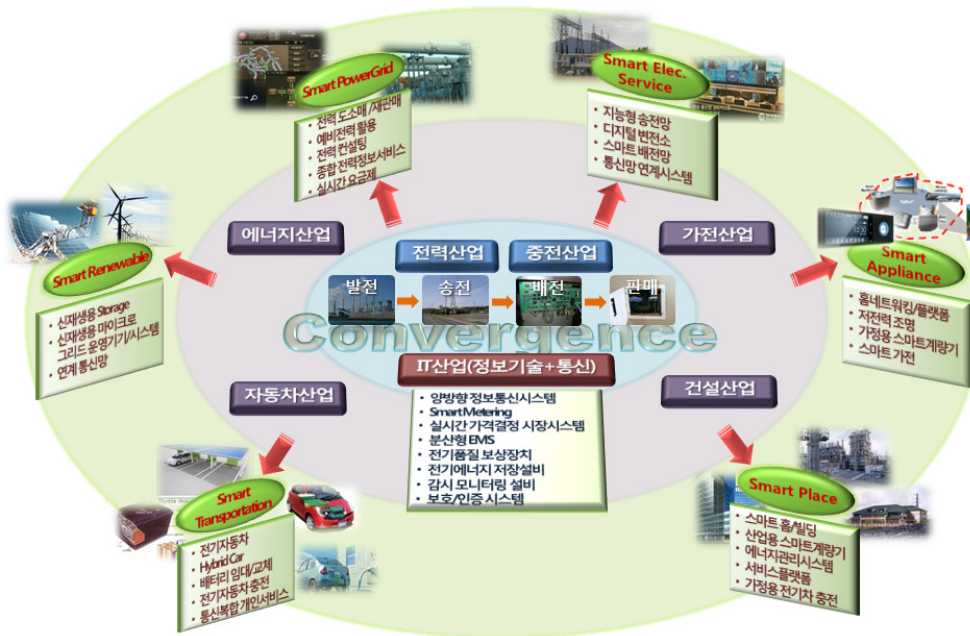 Smart PowerGrid
• 전력 도소매 /재판매
• 예비전력 활용
• 전력 컨설팅
• 종합 전력정보서비스
• 실시간 요금제
Smart Elec.
Service
• 지능형 송전망
• 디지털 변전소
• 스마트 배전망
• 통신망 연계시스템
에너지산업
가전산업
전력산업
중전산업
발전
송전
배전
판매
Convergence
Smart Renewable
• 신재생용 Storage
• 신재생용 마이크로
그리드 운영기기/시스템
• 연계 통신망
Smart
Appliance
• 홈네트워킹/플랫폼
• 저전력 조명
• 가정용 스마트계량기
• 스마트 가전
IT산업(정보기술+통신)
• 양방향 정보통신시스템
• Smart Metering
• 실시간 가격결정 시장시스템
• 분산형 EMS
• 전기품질 보상장치
• 전기에너지 저장설비
• 감시 모니터링 설비
• 보호/인증 시스템
자동차산업
건설산업
Smart
Transportation
• 전기자동차
• Hybrid Car
• 배터리 임대/교체
• 전기자동차 충전
• 통신복합 개인서비스
Smart Place
• 스마트 홈/빌딩
• 산업용 스마트계량기
• 에너지관리시스템
• 서비스플랫폼
• 가정용 전기차 충전